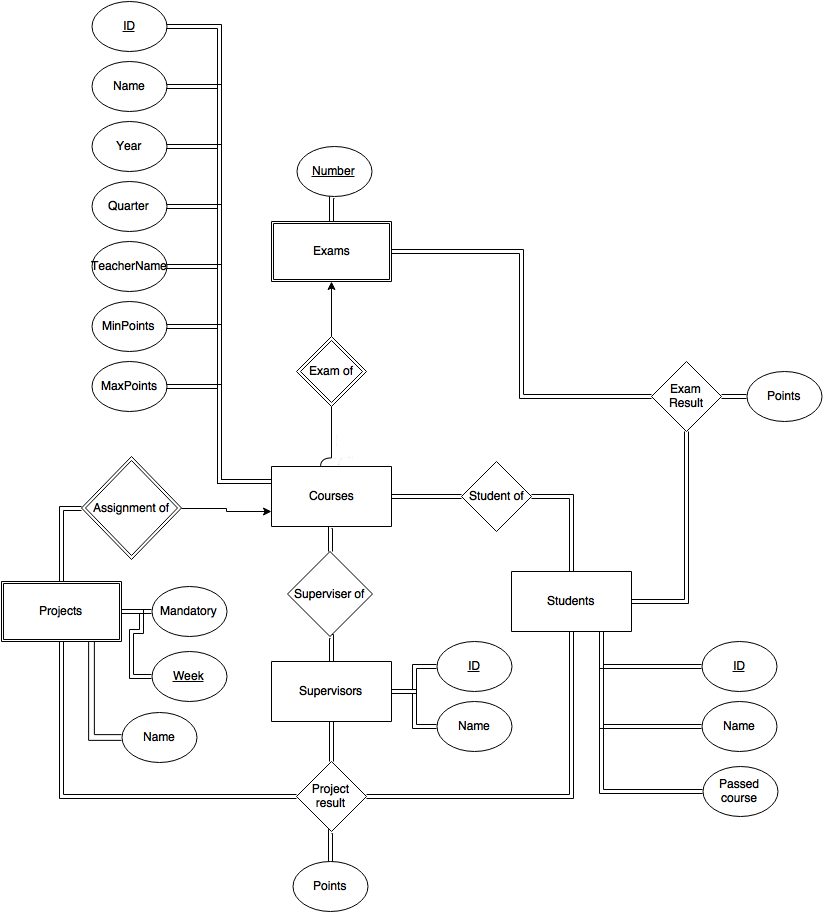 ID
Name
Year
Number
Quarter
Exams
TeacherName
MinPoints
Exam of
MaxPoints
Exam
Result
Points
Courses
Student of
Assignment of
Superviser of
Projects
Mandatory
Students
Week
Supervisors
ID
ID
Name
Name
Name
Passed
course
Project
result
Points